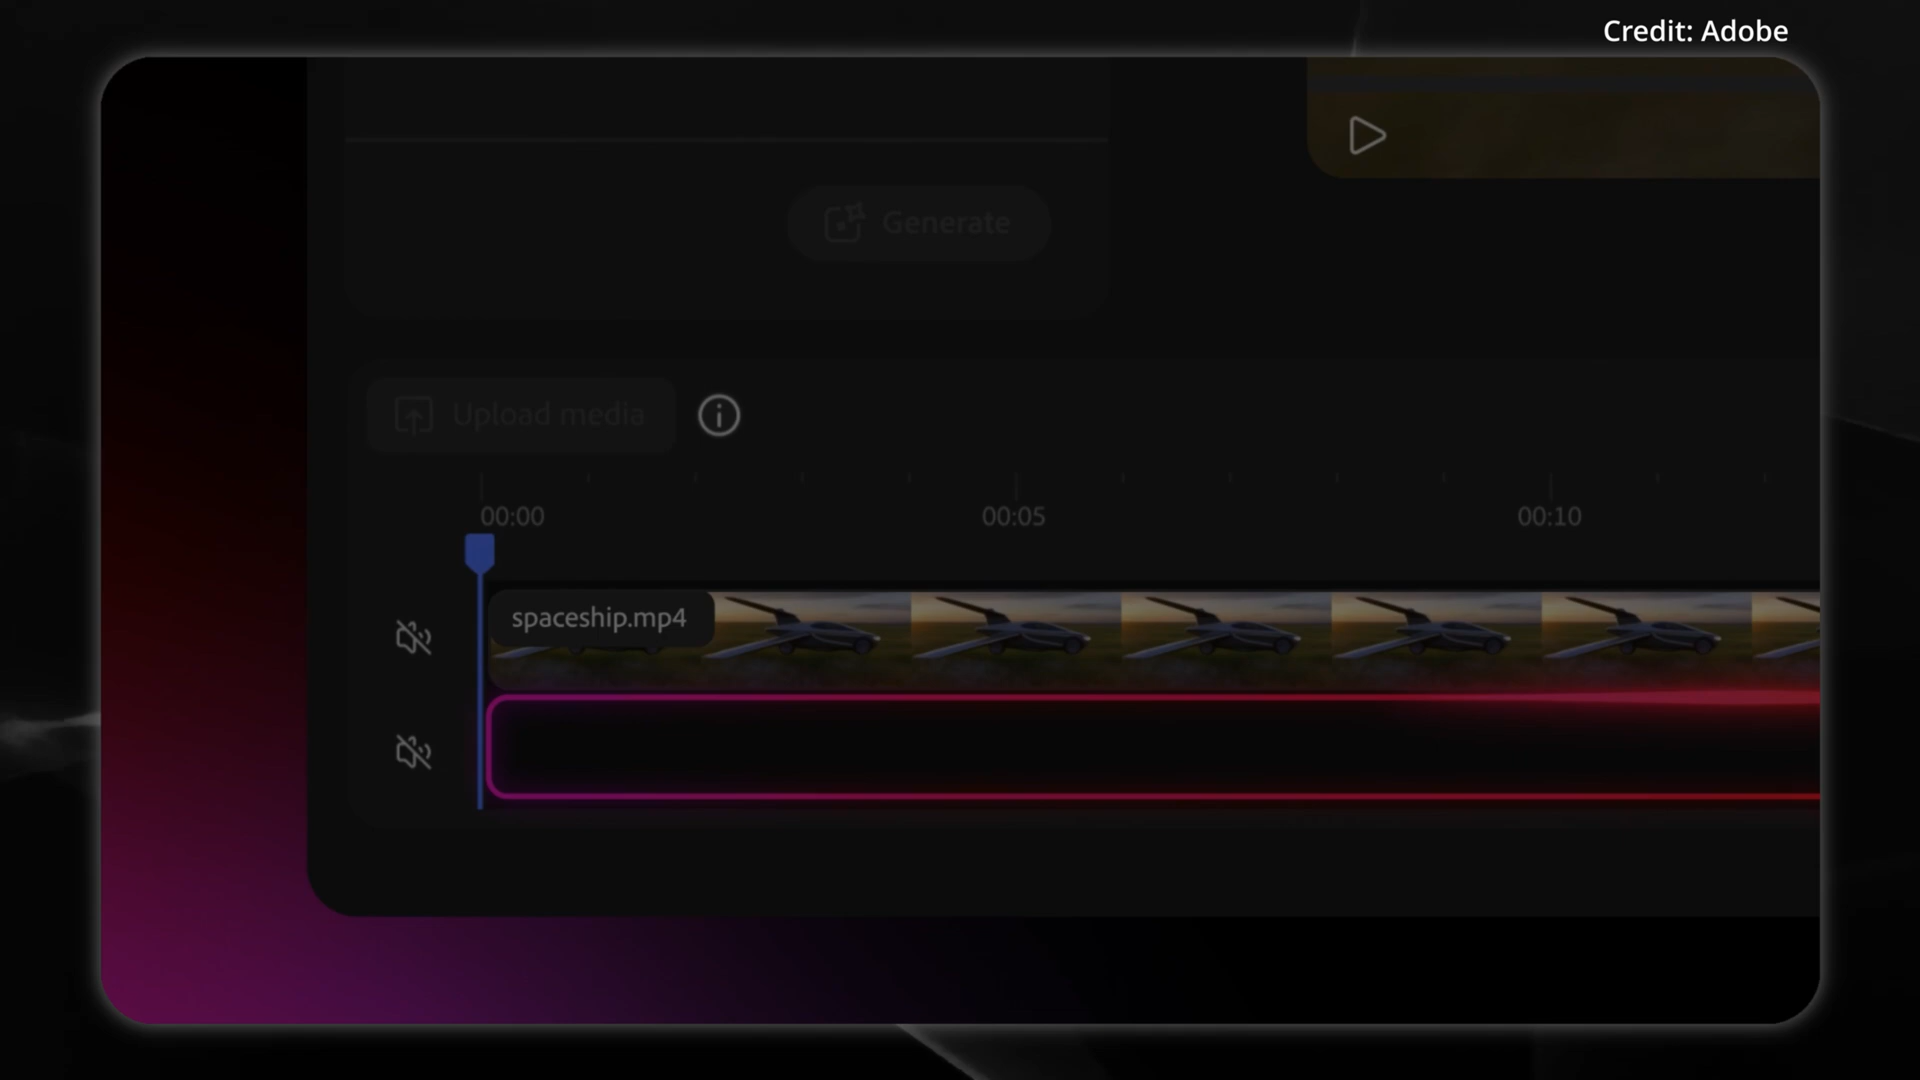 Credit: Adobe
Generate
Upload media
00:00
00:05
00:10
spaceship.mp4